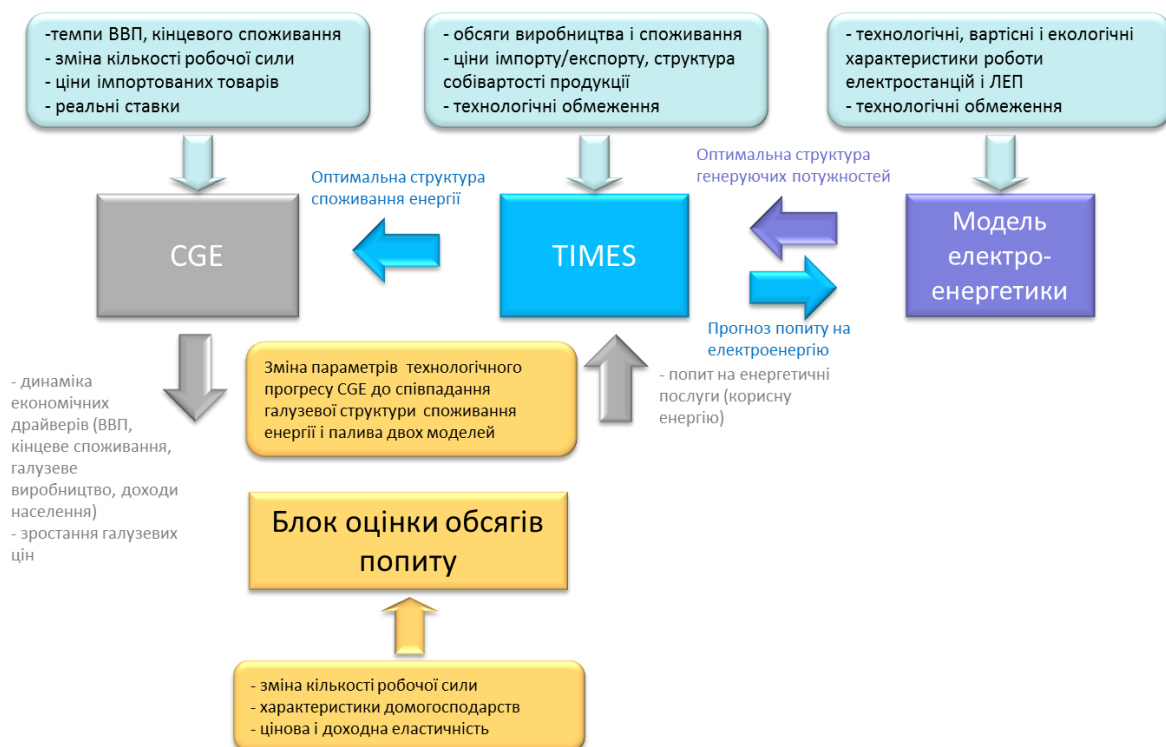 -темпи ВВП, кінцевого споживання
- зміна кількості робочої сили
- ціни імпортованих товарів
- реальні ставки
- обсяги виробництва і споживання
- ціни імпорту/експорту, структура
собівартості продукції
- технологічні обмеження
- технологічні, вартісні і екологічні
характеристики роботи
електростанцій і ЛЕП
- технологічні обмеження
Оптимальна структура
споживання енергії
Оптимальна структура
генеруючих потужностей
CGE
TIMES
Модель
електро-
енергетики
Прогноз попиту на
електроенергію
- динаміка
економічних
драйверів (ВВП,
кінцеве споживання,
галузеве
виробництво, доходи
населення)
- зростання галузевих
цін
Зміна параметрів технологічного
прогресу CGE до співпадання
галузевої структури споживання
енергії і палива двох моделей
- попит на енергетичні
послуги (корисну
енергію)
Блок оцінки обсягів
попиту
- зміна кількості робочої сили
- характеристики домогосподарств
- цінова і доходна еластичність